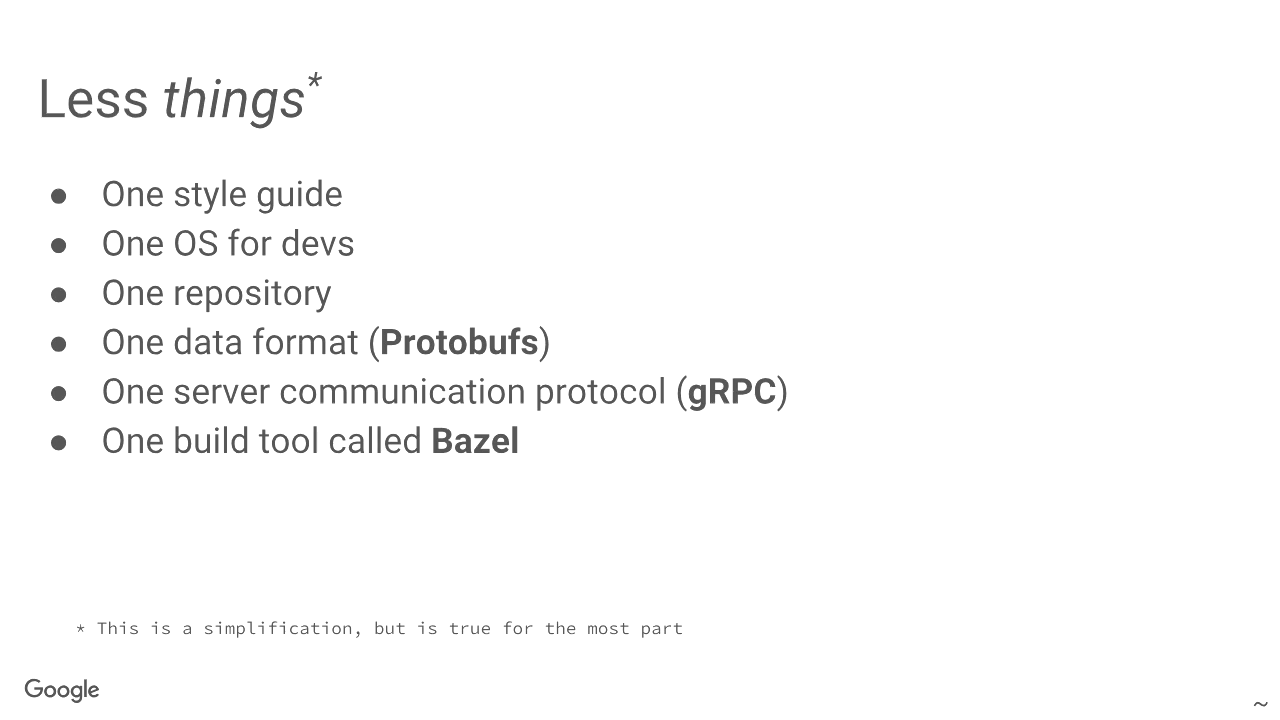 Less things*
● One style guide
● One OS for devs
● One repository
● One data format (Protobufs)
● One server communication protocol (gRPC)
● One build tool called Bazel
* This is a simplification, but is true for the most part
Google
~